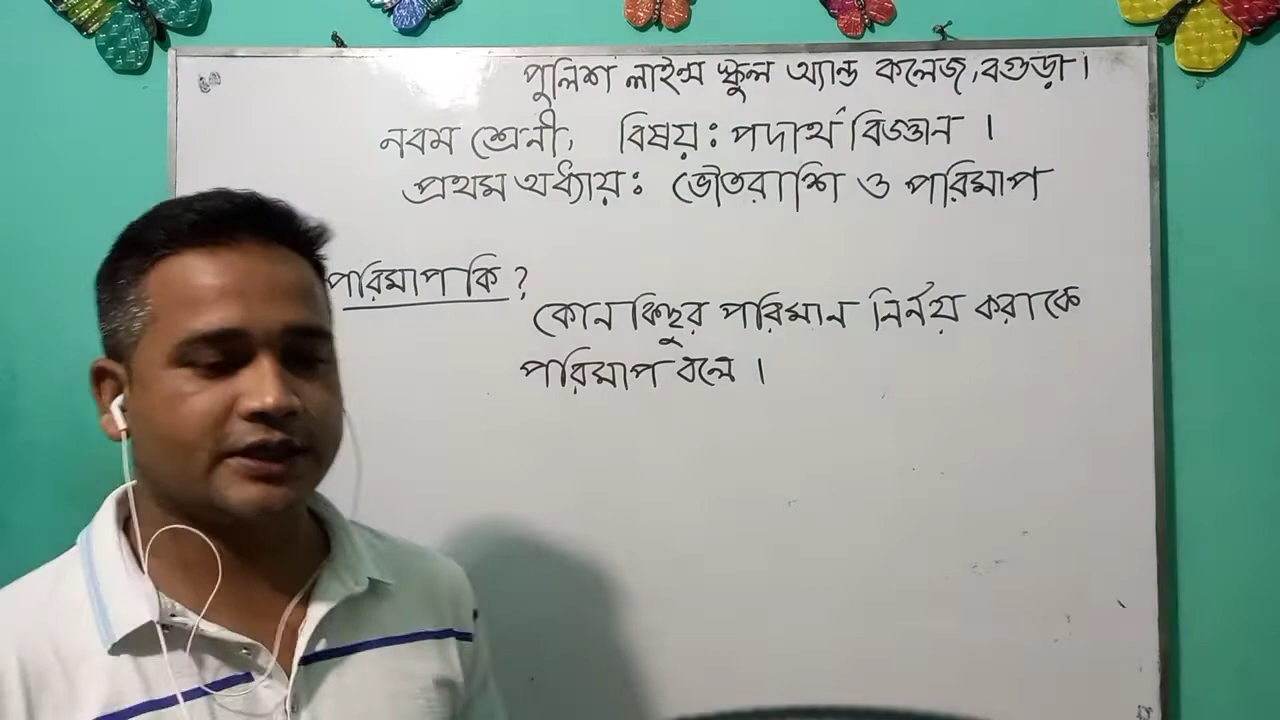 পুলিশ লাইন্স স্কুল অ্যান্ড কলেজ, বগুড়া।
নবম শ্রেনী, বিষয়ঃ পদার্থ বিজ্ঞান ।
প্রথম অধ্যায়ঃ ভৌতরাশি ও পরিমাপ
পরিমাপ কি ?
কোন কিছুর পরিমান নির্নয় করাকে
পরিমাপ বলে ।